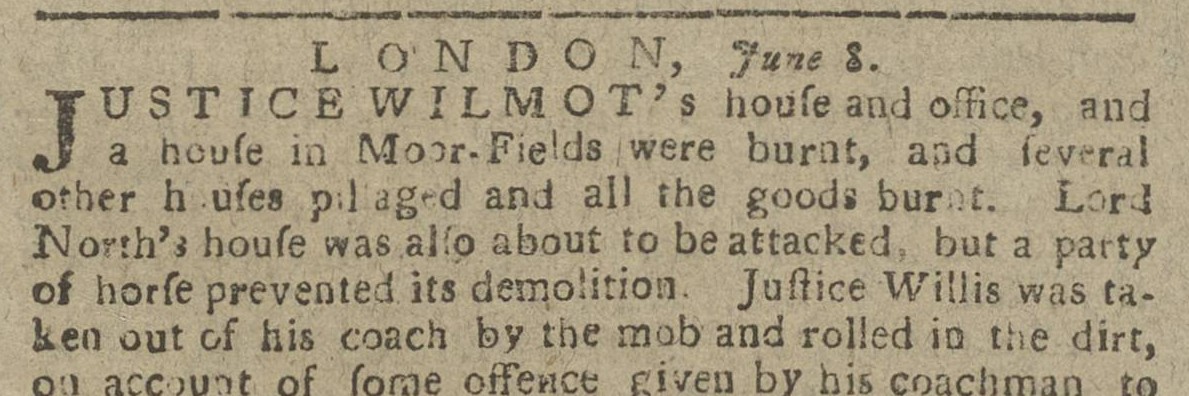 LONDON, June 8.
JUSTICE WILMOT's houſe and office, and
a houſe in Moor-Fields were burnt, and ſeveral
other houſes pillaged and all the goods burnt. Lord
North's houſe was alſo about to be attacked, but a party
of horſe prevented its demolition. Juſtice Willis was ta-
ken out of his coach by the mob and rolled in the dirt,
on account of ſome offence given by his coachman to